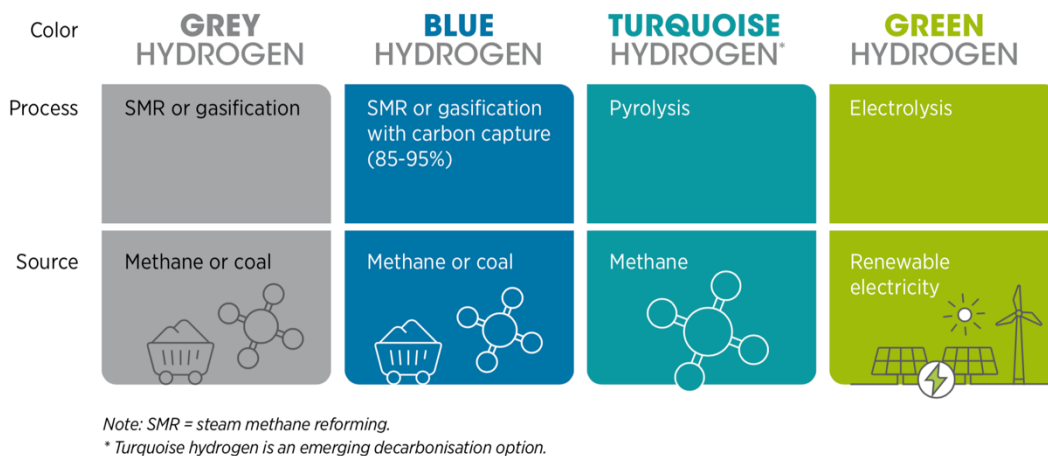 Color
GREY
HYDROGEN
BLUE
HYDROGEN
TURQUOISE
HYDROGEN*
GREEN
HYDROGEN
Process
SMR or gasification
SMR or gasification
with carbon capture
(85-95%)
Pyrolysis
Electrolysis
Source
Methane or coal
Methane or coal
Methane
Renewable
electricity
Note: SMR = steam methane reforming.
* Turquoise hydrogen is an emerging decarbonisation option.